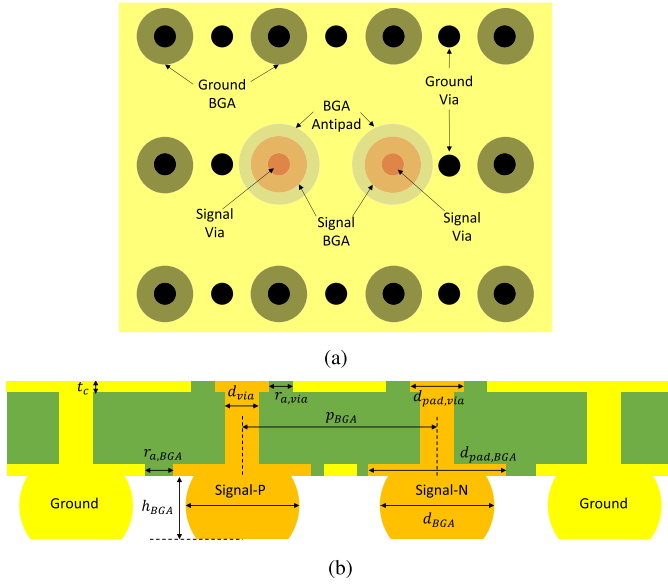 Ground
BGA
BGA
Antipad
Ground
Via
Signal
Via
Signal
BGA
Signal
Via
(a)
t_c
d_via
r_a,via
d_pad,via
p_BGA
r_a,BGA
d_pad,BGA
Ground
Signal-P
Signal-N
Ground
h_BGA
d_BGA
(b)